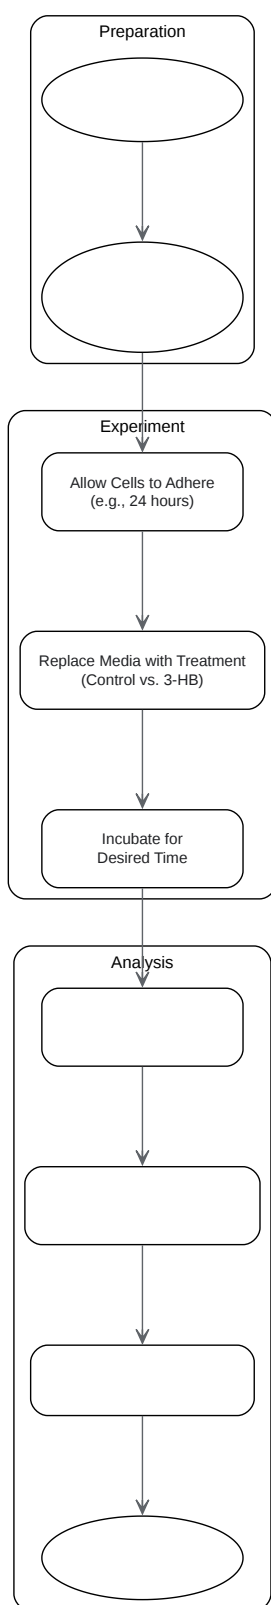 Preparation
Experiment
Allow Cells to Adhere
(e.g., 24 hours)
Replace Media with Treatment
(Control vs. 3-HB)
Incubate for
Desired Time
Analysis